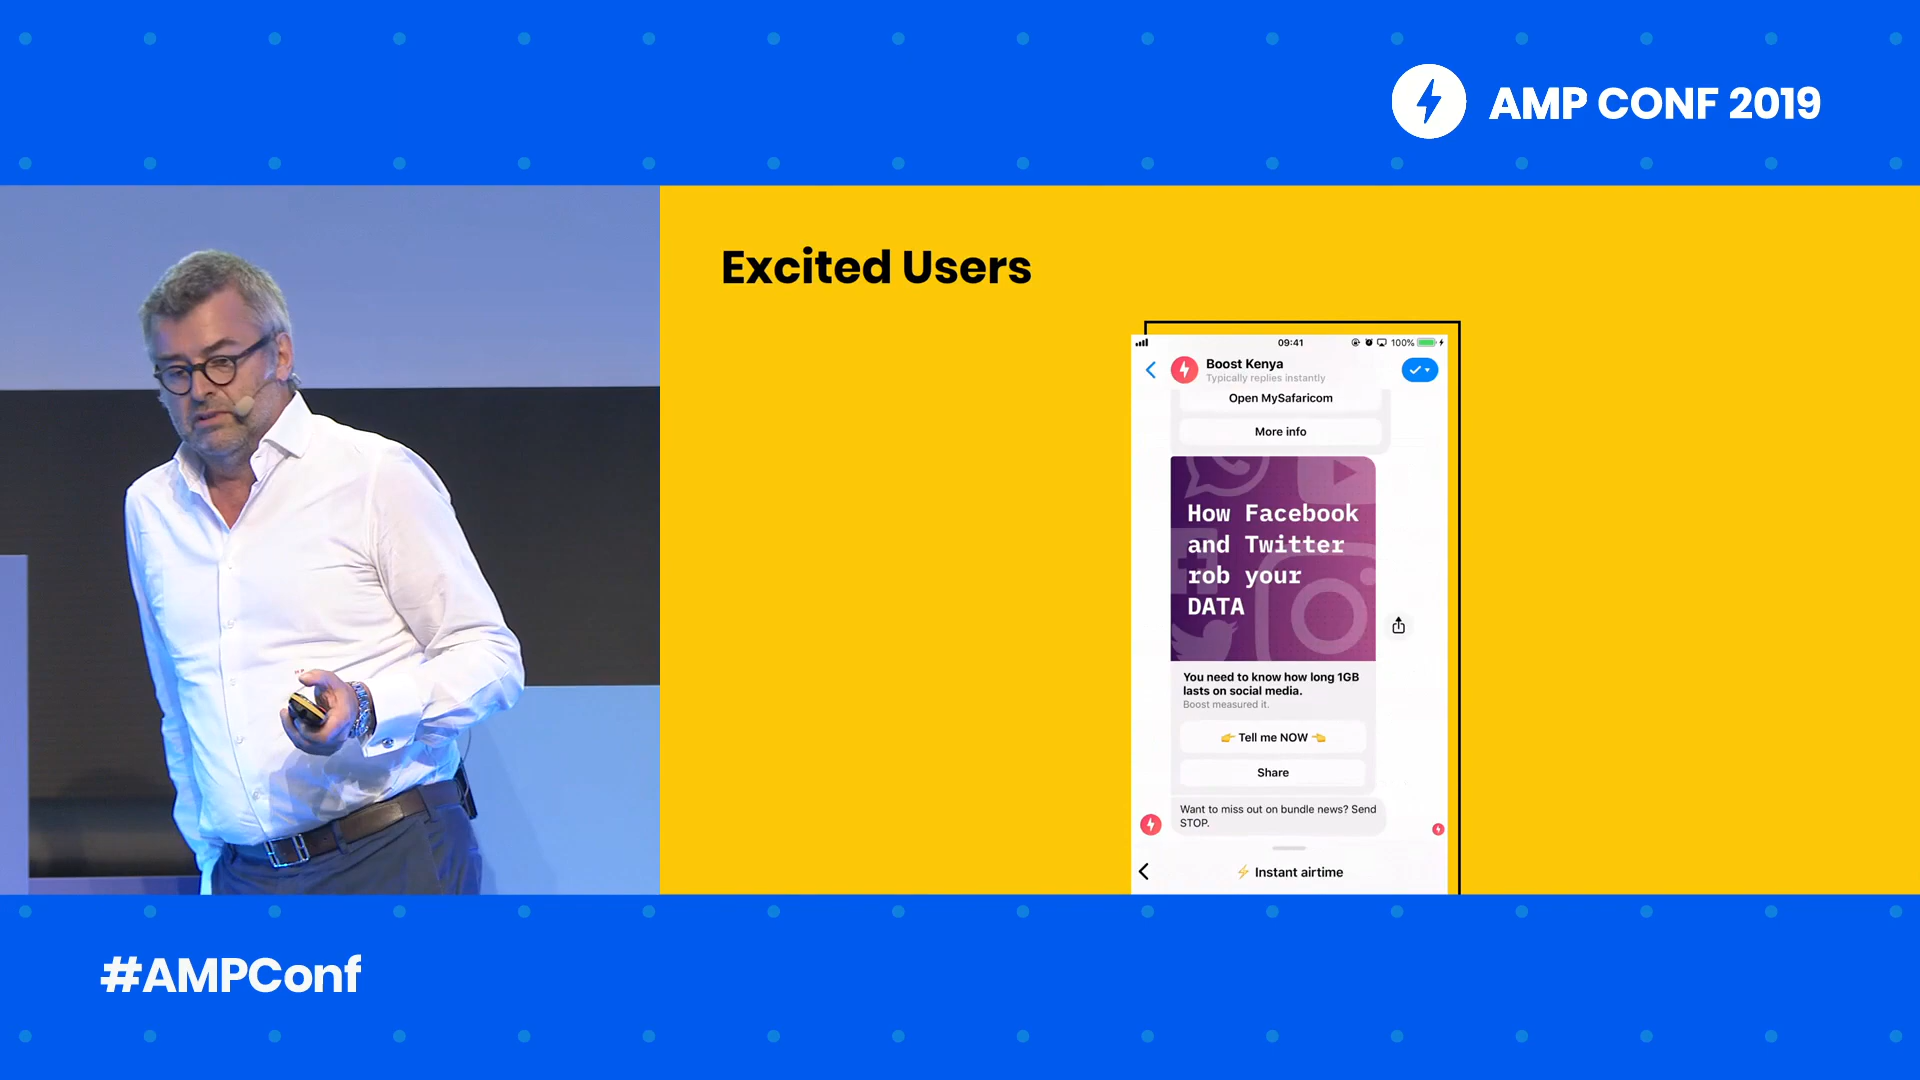 AMP CONF 2019
Excited Users
09:41
100%
Boost Kenya
Typically replies instantly
Open MySafaricom
More info
How Facebook
and Twitter
rob your
DATA
You need to know how long 1GB
lasts on social media.
Boost measured it.
👉 Tell me NOW 👈
Share
Want to miss out on bundle news? Send
STOP.
⚡ Instant airtime
#AMPConf